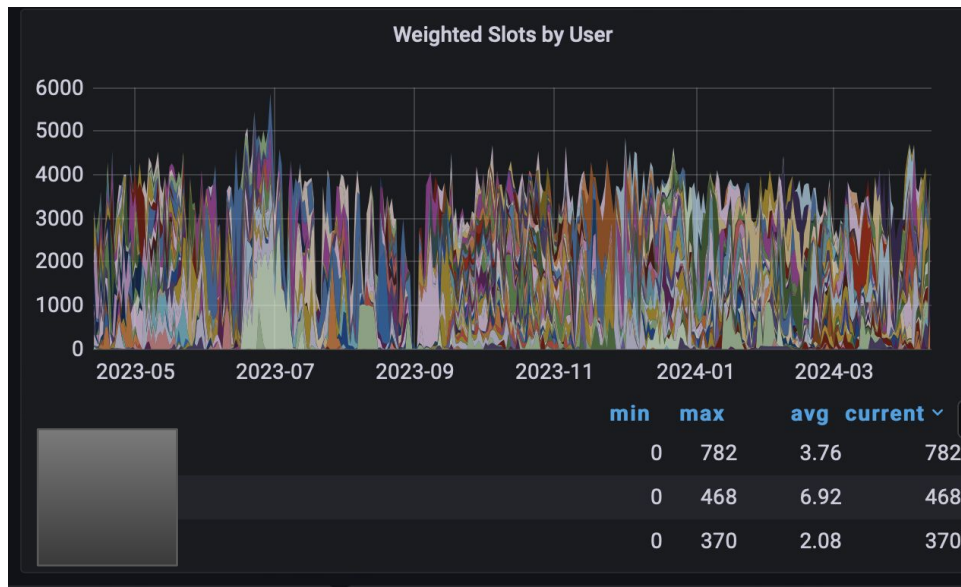 Weighted Slots by User
6000
5000
4000
3000
2000
1000
0
2023-05 2023-07 2023-09 2023-11 2024-01 2024-03
min max avg current
0 782 3.76 782
0 468 6.92 468
0 370 2.08 370